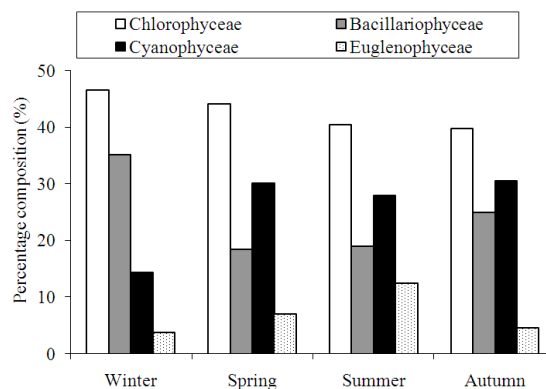 Chlorophyceae Bacillariophyceae
Cyanophyceae Euglenophyceae
Percentage composition (%)
50
40
30
20
10
0
Winter Spring Summer Autumn